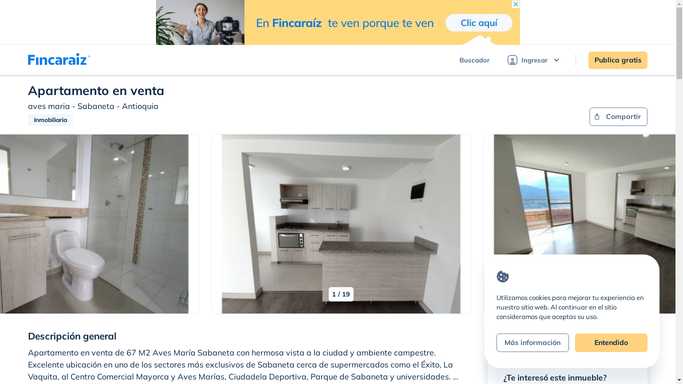 En Fincaraíz te ven porque te ven
Clic aquí
Fincaraíz
Buscador
Ingresar
Publica gratis
Apartamento en venta
aves maria - Sabaneta - Antioquia
Inmobiliaria
Compartir
1 / 19
Utilizamos cookies para mejorar tu experiencia en
nuestro sitio web. Al continuar en el sitio
consideramos que aceptas su uso.
Más información
Entendido
Descripción general
Apartamento en venta de 67 M2 Aves María Sabaneta con hermosa vista a la ciudad y ambiente campestre.
Excelente ubicación en uno de los sectores más exclusivos de Sabaneta cerca de supermercados como el Éxito, La
Vaquita, al Centro Comercial Mayorca y Aves Marías, Ciudadela Deportiva, Parque de Sabaneta y universidades. ...
¿Te interesó este inmueble?